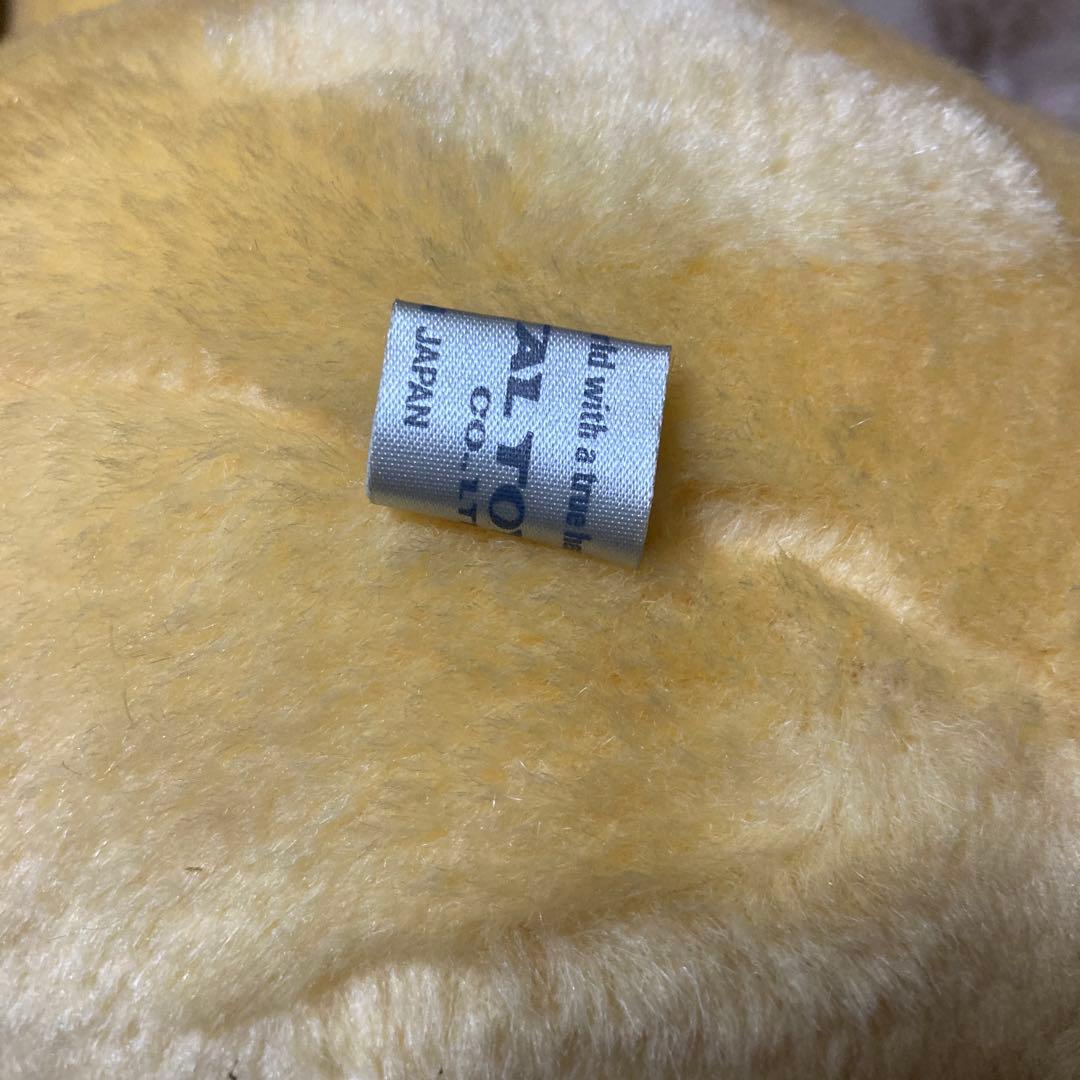 with a true
AL TO
CO., LT
JAPAN